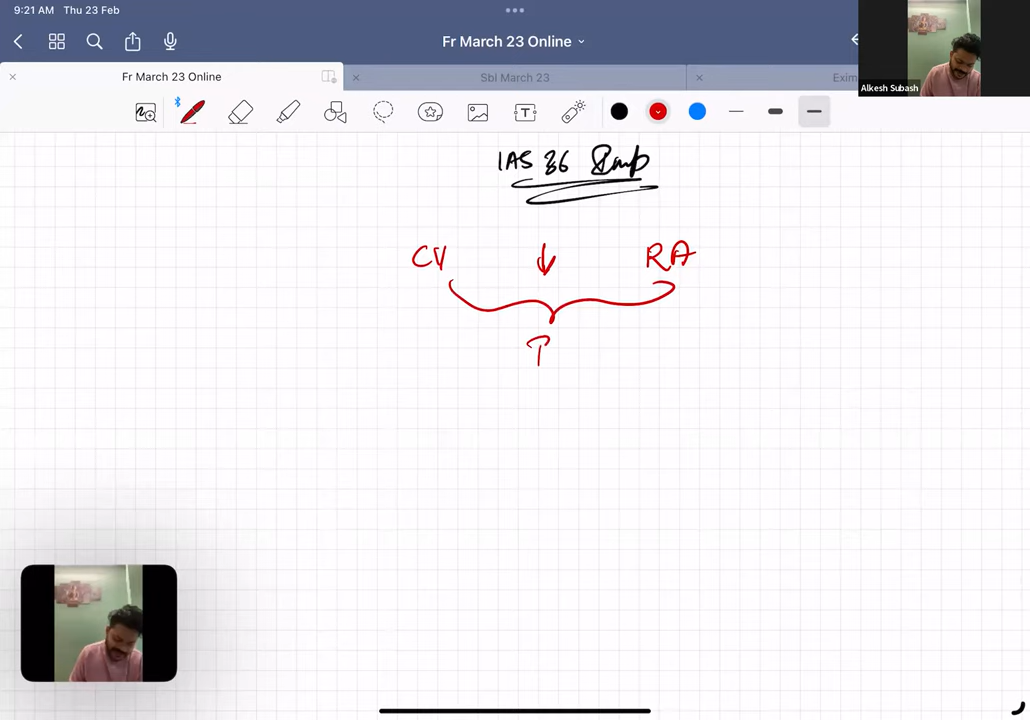 9:21 AM Thu 23 Feb
Fr March 23 Online
Fr March 23 Online
Sbi March 23
Exim
Alkesh Subash
T
IAS 36 Imp
CV RA
I